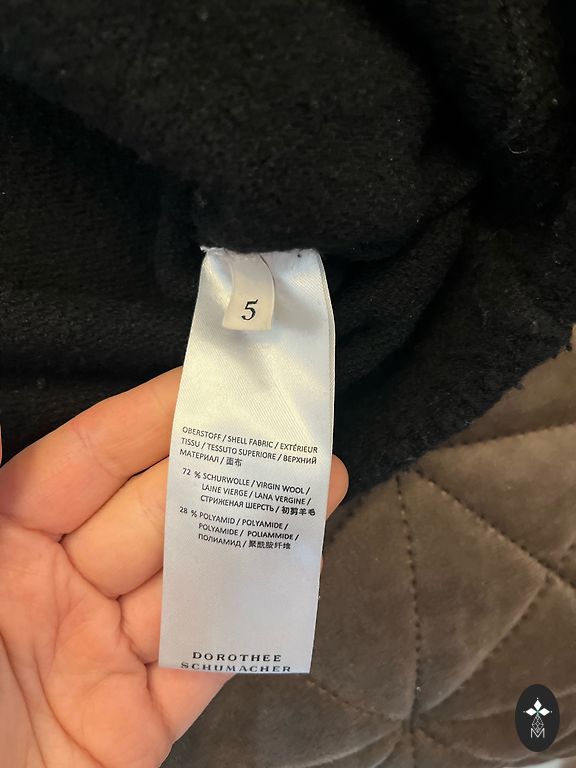 5
OBERSTOFF / SHELL FABRIC / EXTÉRIEUR
TISSU / TESSUTO SUPERIORE / ВЕРХНИЙ
МАТЕРИАЛ / 面布
72 % SCHURWOLLE / VIRGIN WOOL /
LAINE VIERGE / LANA VERGINE /
СТРИЖЕНАЯ ШЕРСТЬ / 初剪羊毛
28 % POLYAMID / POLYAMIDE /
POLYAMIDE / POLIAMMIDE /
ПОЛИАМИД / 聚酰胺纤维
DOROTHEE
SCHUMACHER
M